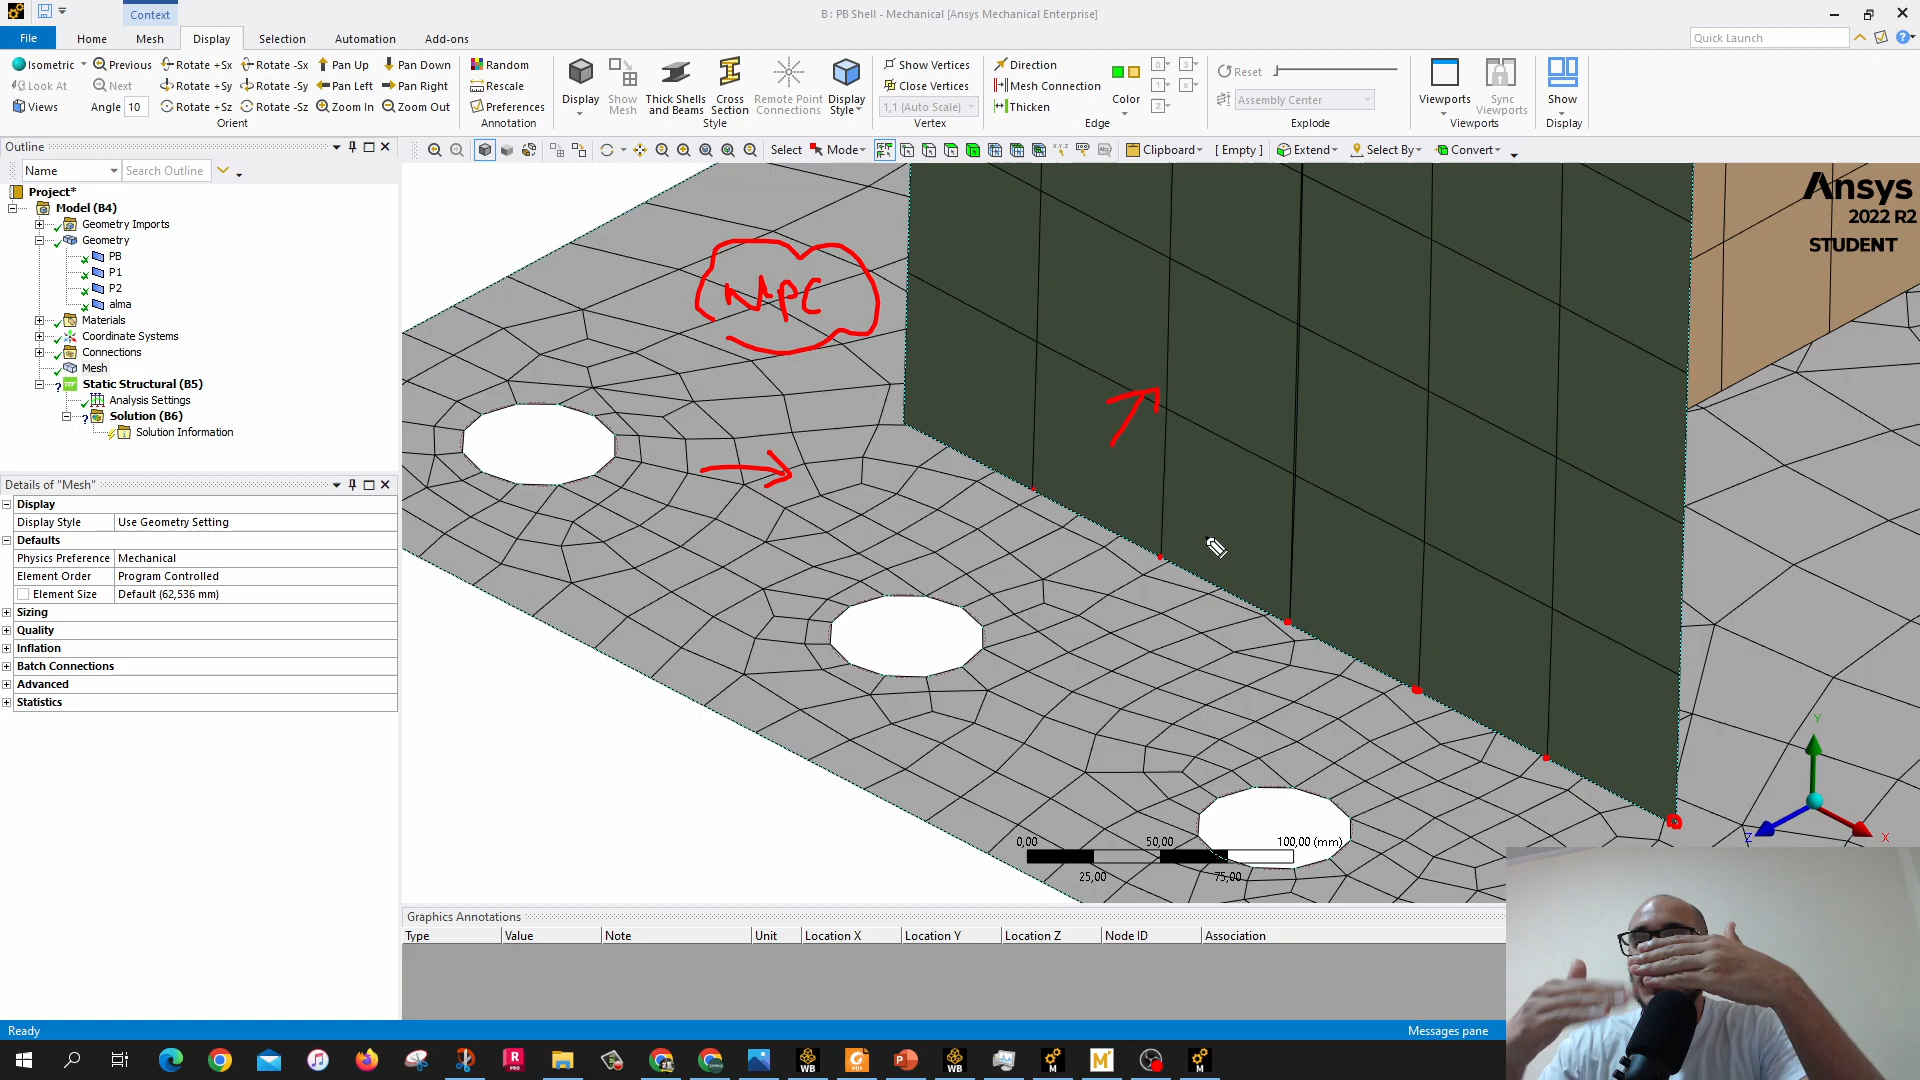 Context
B : PB Shell - Mechanical [Ansys Mechanical Enterprise]
File Home Mesh Display Selection Automation Add-ons
Quick Launch
Isometric Previous Rotate +Sx Rotate -Sx Pan Up Pan Down
Look At Next Rotate +Sy Rotate -Sy Pan Left Pan Right
Views Angle 10 Rotate +Sz Rotate -Sz Zoom In Zoom Out
Orient
Random
Rescale
Preferences
Annotation
Display
Show Mesh
Thick Shells and Beams
Cross Section
Remote Point Connections
Display Style
Style
Show Vertices
Close Vertices
1,1 (Auto Scale)
Vertex
Direction
Mesh Connection
Thicken
Color
Edge
Reset
Assembly Center
Explode
Viewports
Sync Viewports
Viewports
Show
Display
Outline
Select Mode Clipboard [ Empty ] Extend Select By Convert
Name Search Outline
Project*
Model (B4)
Geometry Imports
Geometry
PB
P1
P2
alma
Materials
Coordinate Systems
Connections
Mesh
Static Structural (B5)
Analysis Settings
Solution (B6)
Solution Information
Details of "Mesh"
Display
Display Style Use Geometry Setting
Defaults
Physics Preference Mechanical
Element Order Program Controlled
Element Size Default (62,536 mm)
Sizing
Quality
Inflation
Batch Connections
Advanced
Statistics
MPC
Ansys
2022 R2
STUDENT
0,00 50,00 100,00 (mm)
25,00 75,00
Y
Z
X
Graphics Annotations
Type Value Note Unit Location X Location Y Location Z Node ID Association
Ready
Messages pane